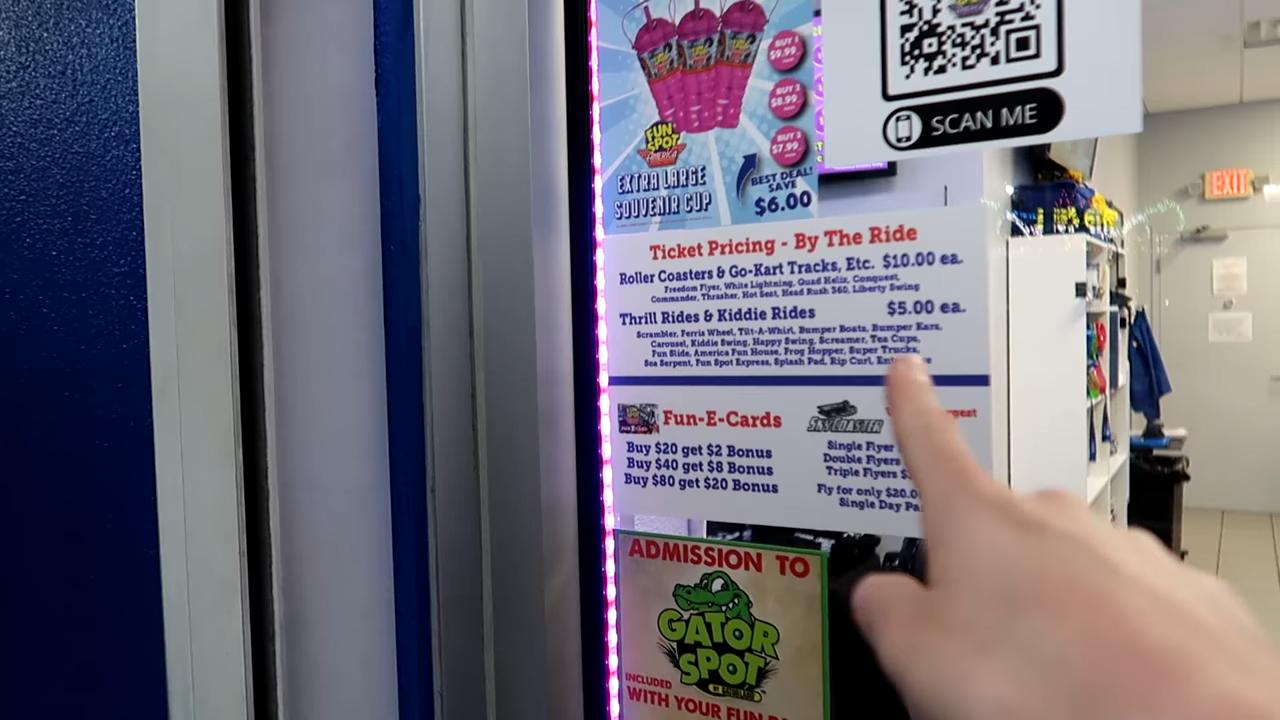 BUY 1
$9.99
BUY 2
$8.99
BUY 3
$7.99
FUN SPOT
AMERICA
EXTRA LARGE
SOUVENIR CUP
BEST DEAL!
SAVE
$6.00
SCAN ME
EXIT
Ticket Pricing - By The Ride
Roller Coasters & Go-Kart Tracks, Etc. $10.00 ea.
Freedom Flyer, White Lightning, Quad Helix, Conquest,
Commander, Thrasher, Hot Seat, Head Rush 360, Liberty Swing
Thrill Rides & Kiddie Rides $5.00 ea.
Scrambler, Ferris Wheel, Tilt-A-Whirl, Bumper Boats, Bumper Kars,
Carousel, Kiddie Swing, Happy Swing, Screamer, Tea Cups,
Fun Slide, America Fun House, Frog Hopper, Super Trucks,
Sea Serpent, Fun Spot Express, Splash Pad, Rip Curl,
Fun-E-Cards
Buy $20 get $2 Bonus
Buy $40 get $8 Bonus
Buy $80 get $20 Bonus
SKYCOASTER
Single Flyer
Double Flyers
Triple Flyers
Fly for only $20.0
Single Day Pa
ADMISSION TO
GATOR
SPOT
BY GATORLAND
INCLUDED
WITH YOUR FUN